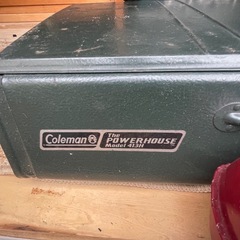 Coleman
The
POWERHOUSE
Model 413H